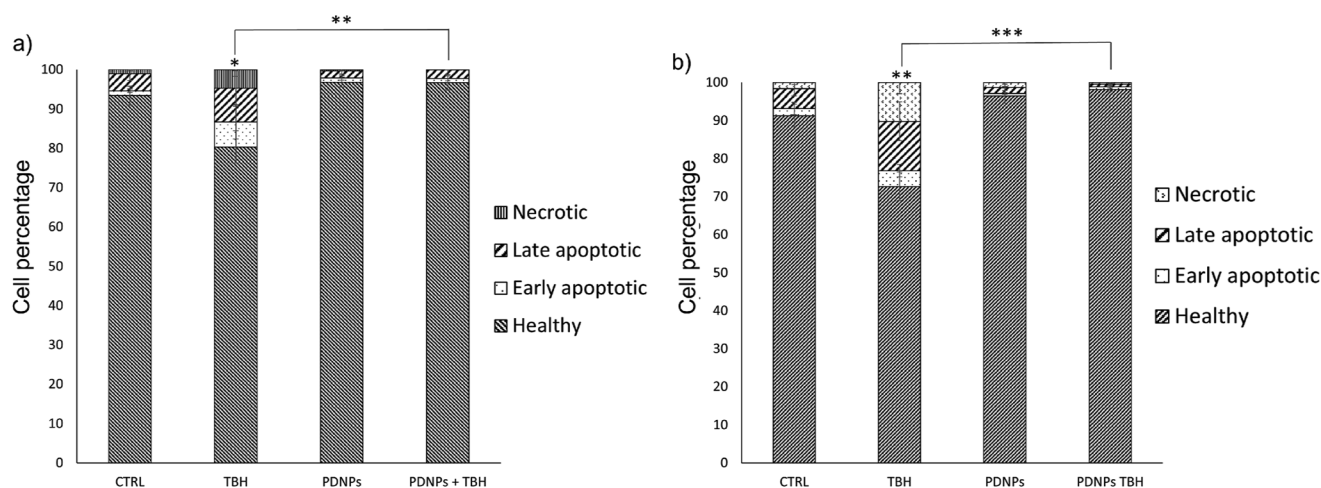 a)
**
*
100
90
80
70
60
50
40
30
20
10
0
Cell percentage
CTRL TBH PDNPs PDNPs + TBH
Necrotic
Late apoptotic
Early apoptotic
Healthy
b)
***
**
100
90
80
70
60
50
40
30
20
10
0
Cell percentage
CTRL TBH PDNPs PDNPs TBH
Necrotic
Late apoptotic
Early apoptotic
Healthy